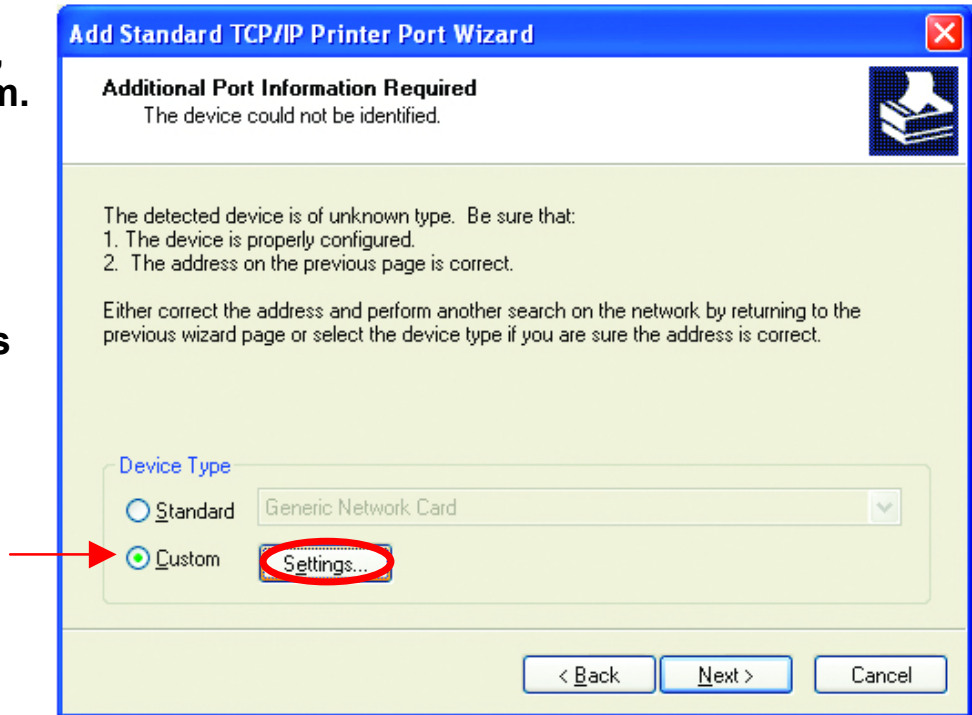 ,
m.
s
Add Standard TCP/IP Printer Port Wizard
Additional Port Information Required
The device could not be identified.
The detected device is of unknown type. Be sure that:
1. The device is properly configured.
2. The address on the previous page is correct.
Either correct the address and perform another search on the network by returning to the
previous wizard page or select the device type if you are sure the address is correct.
Device Type
Standard
Generic Network Card
Custom
Settings...
< Back
Next >
Cancel